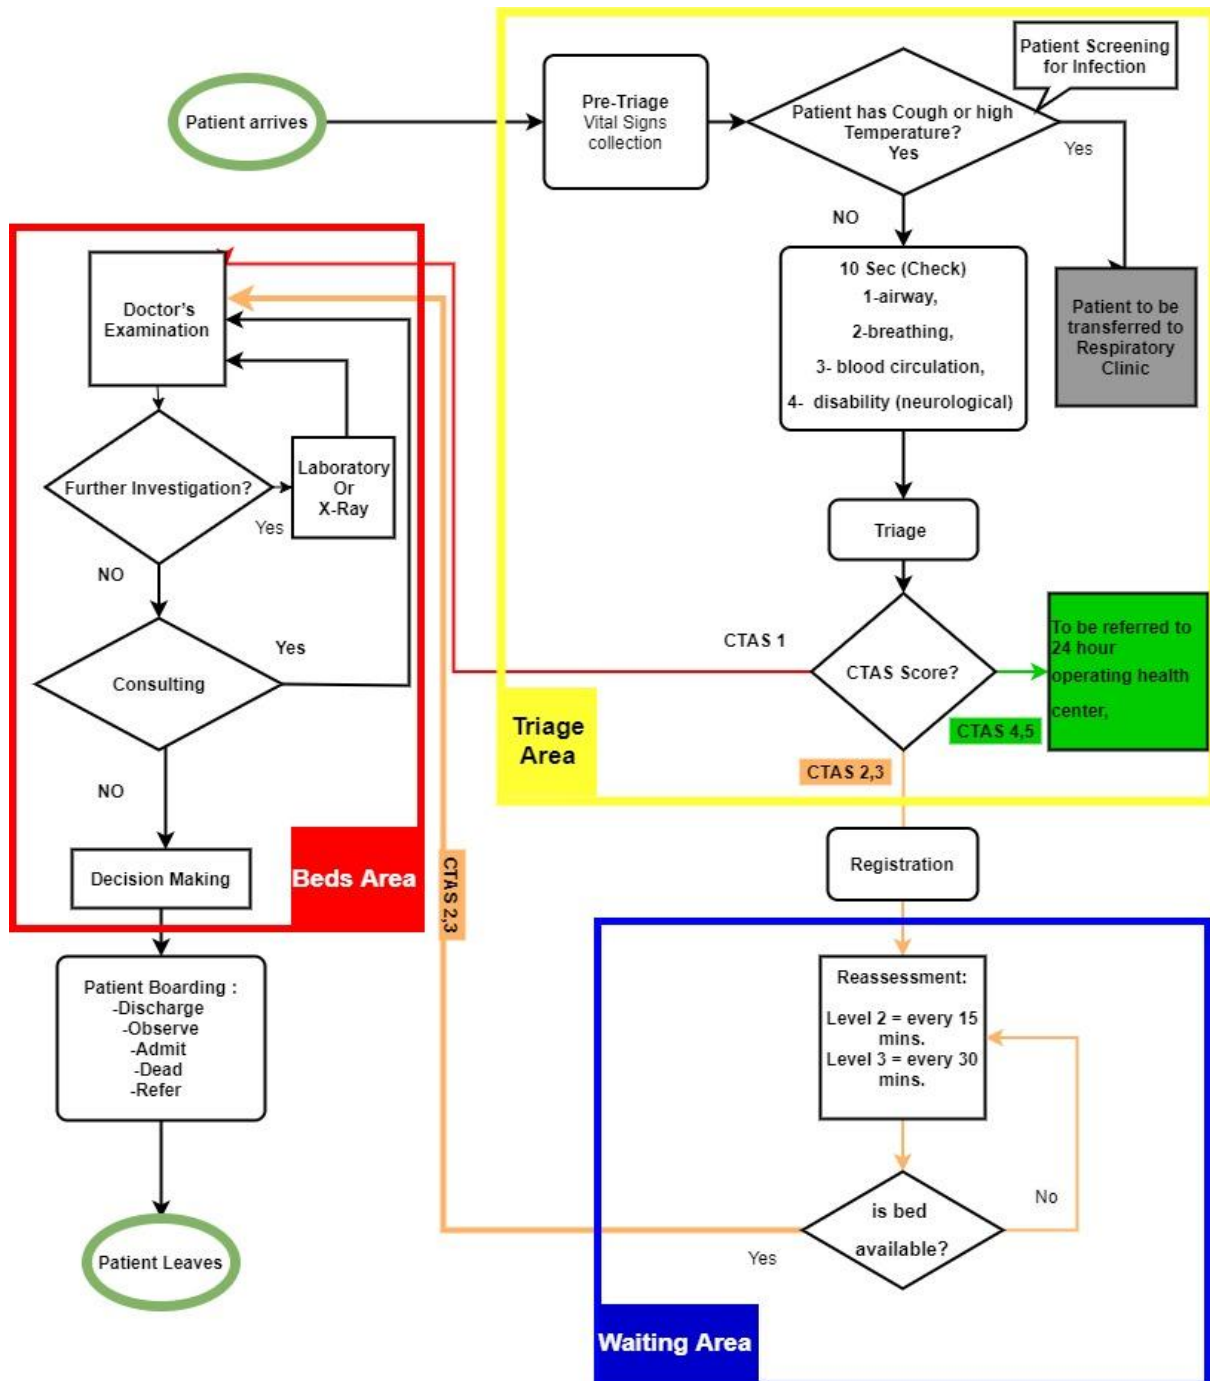 Patient arrives
Pre-Triage
Vital Signs
collection
Patient has Cough or high
Temperature?
Yes
Patient Screening
for Infection
Yes
NO
10 Sec (Check)
1-airway,
2-breathing,
3- blood circulation,
4- disability (neurological)
Patient to be
transferred to
Respiratory
Clinic
Triage
CTAS Score?
CTAS 1
CTAS 4,5
To be referred to
24 hour
operating health
center,
CTAS 2,3
Triage
Area
Registration
Reassessment:
Level 2 = every 15
mins.
Level 3 = every 30
mins.
is bed
available?
No
Yes
Waiting Area
CTAS 2,3
Doctor's
Examination
Further Investigation?
Yes
Laboratory
Or
X-Ray
NO
Consulting
Yes
NO
Decision Making
Beds Area
Patient Boarding :
-Discharge
-Observe
-Admit
-Dead
-Refer
Patient Leaves